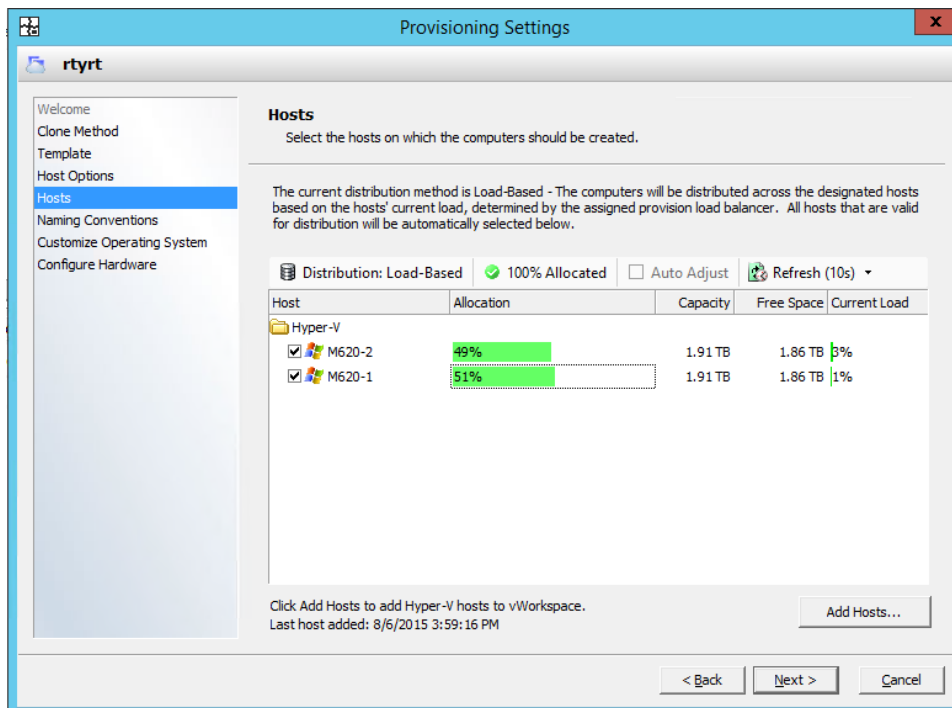 Provisioning Settings
x
rtyrt
Welcome
Clone Method
Template
Host Options
Hosts
Naming Conventions
Customize Operating System
Configure Hardware
Hosts
Select the hosts on which the computers should be created.
The current distribution method is Load-Based - The computers will be distributed across the designated hosts
based on the hosts' current load, determined by the assigned provision load balancer. All hosts that are valid
for distribution will be automatically selected below.
Distribution: Load-Based 100% Allocated Auto Adjust Refresh (10s)
Host Allocation Capacity Free Space Current Load
Hyper-V
M620-2 49% 1.91 TB 1.86 TB 3%
M620-1 51% 1.91 TB 1.86 TB 1%
Click Add Hosts to add Hyper-V hosts to vWorkspace.
Last host added: 8/6/2015 3:59:16 PM
Add Hosts...
< Back Next > Cancel